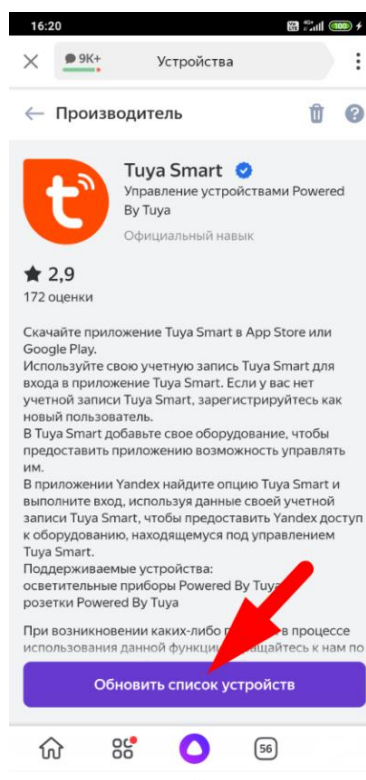 16:20
4G+
100
9K+ Устройства
Производитель
?
Tuya Smart
Управление устройствами Powered
By Tuya
Официальный навык
2,9
172 оценки
Скачайте приложение Tuya Smart в App Store или
Google Play.
Используйте свою учетную запись Tuya Smart для
входа в приложение Tuya Smart. Если у вас нет
учетной записи Tuya Smart, зарегистрируйтесь как
новый пользователь.
В Tuya Smart добавьте свое оборудование, чтобы
предоставить приложению возможность управлять
им.
В приложении Yandex найдите опцию Tuya Smart и
выполните вход, используя данные своей учетной
записи Tuya Smart, чтобы предоставить Yandex доступ
к оборудованию, находящемуся под управлением
Tuya Smart.
Поддерживаемые устройства:
осветительные приборы Powered By Tuya
розетки Powered By Tuya
При возникновении каких-либо в процессе
использования данной функции к нам по
Обновить список устройств
56